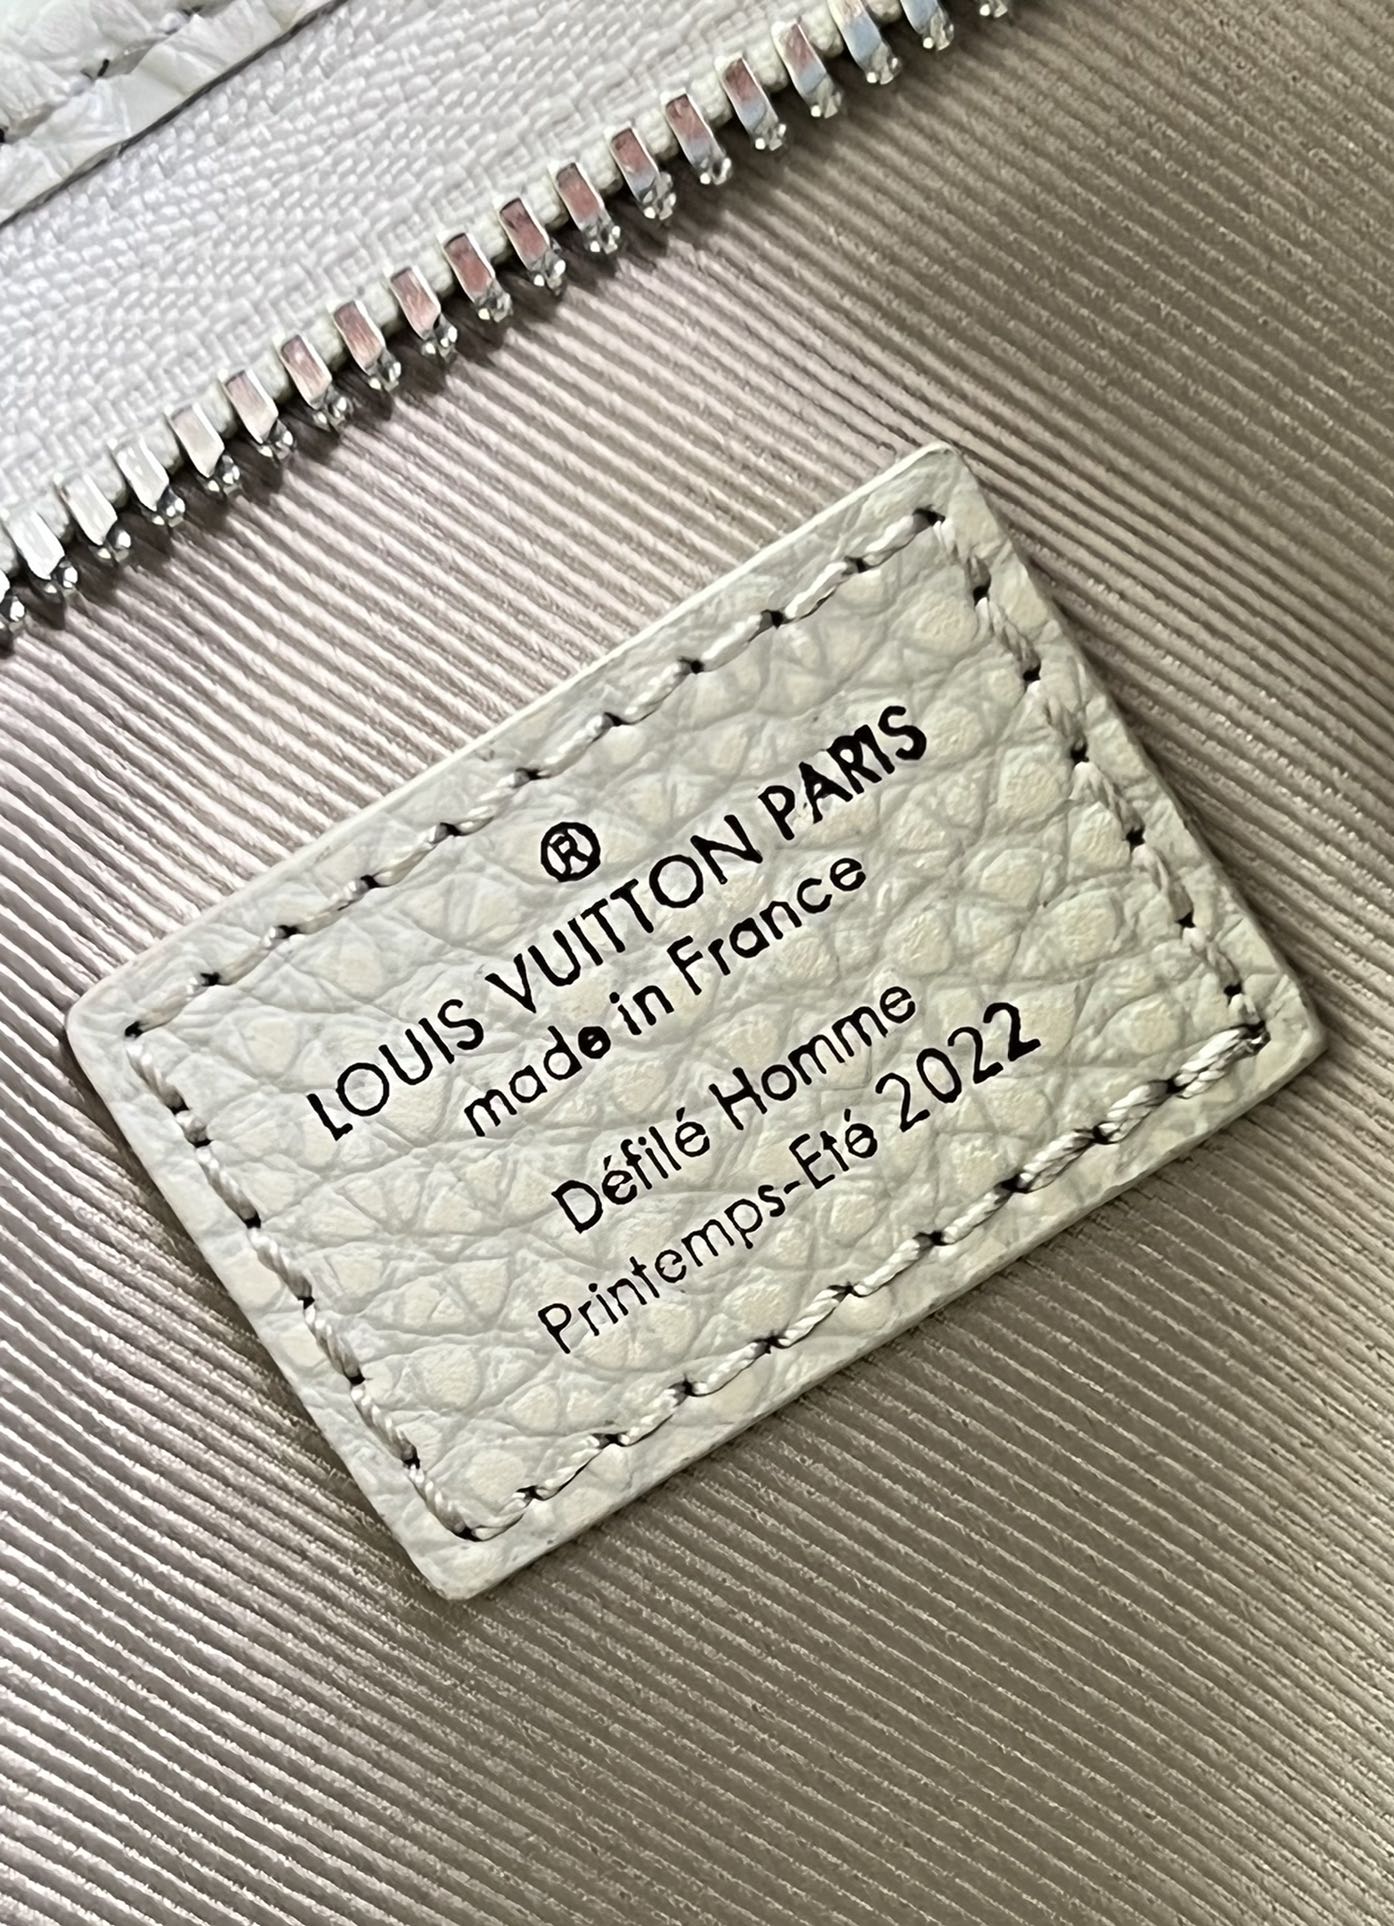 ®
LOUIS VUITTON PARIS
made in France
Défilé Homme
Printemps-Eté 2022